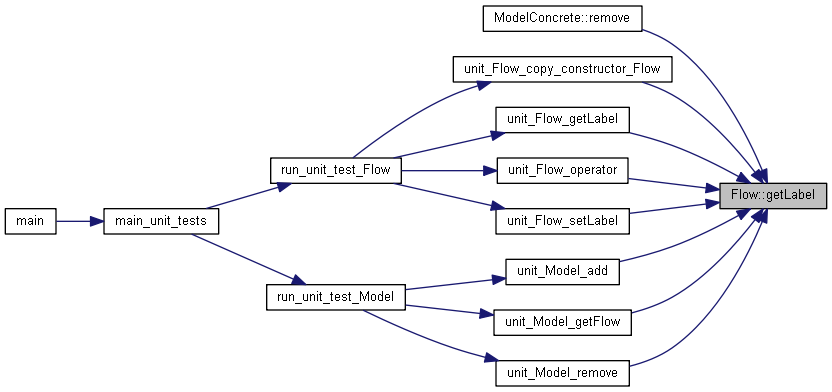 ModelConcrete::remove
unit_Flow_copy_constructor_Flow
unit_Flow_getLabel
run_unit_test_Flow
unit_Flow_operator
Flow::getLabel
main
main_unit_tests
unit_Flow_setLabel
unit_Model_add
run_unit_test_Model
unit_Model_getFlow
unit_Model_remove